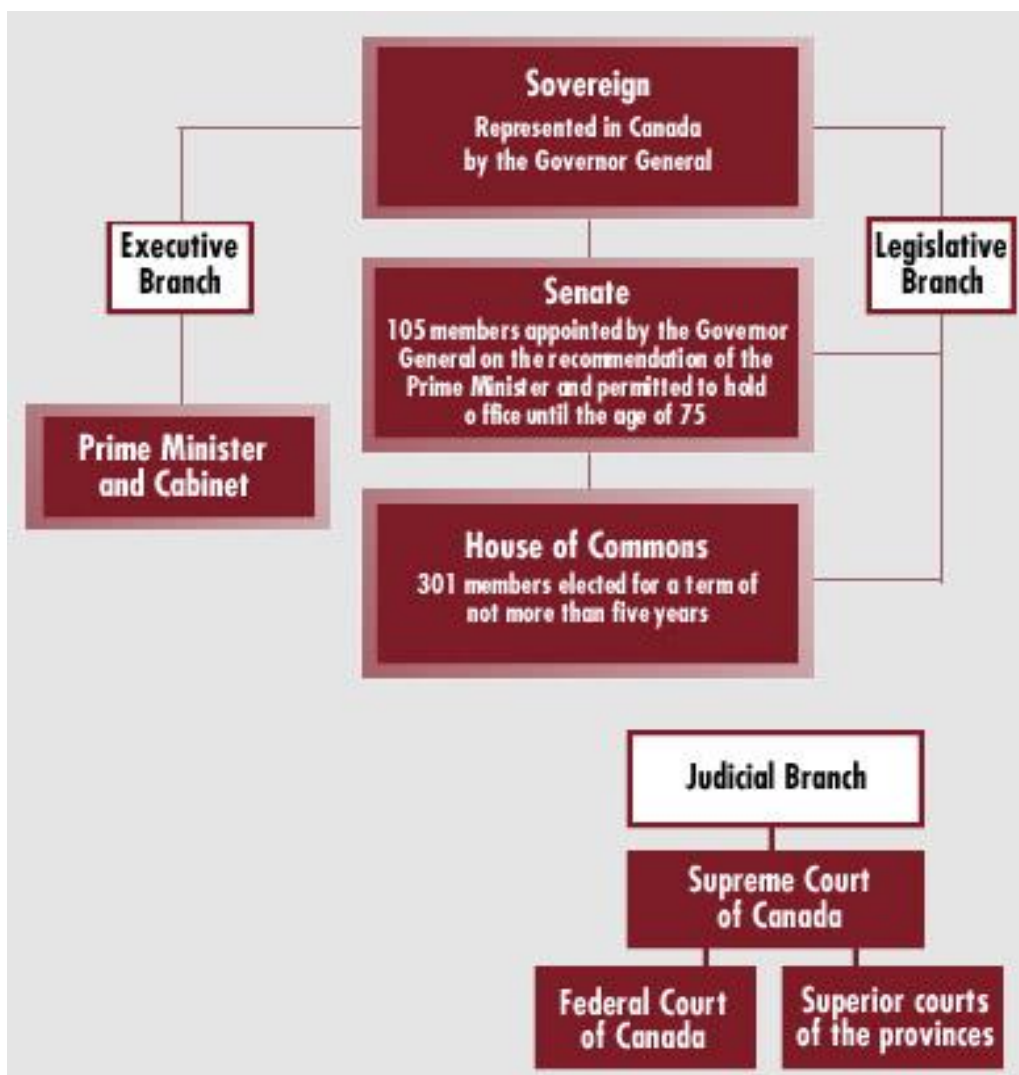 Sovereign
Represented in Canada
by the Governor General
Executive
Branch
Legislative
Branch
Senate
105 members appointed by the Governor
General on the recommendation of the
Prime Minister and permitted to hold
o ffice until the age of 75
Prime Minister
and Cabinet
House of Commons
301 members elected for a term of
not more than five years
Judicial Branch
Supreme Court
of Canada
Federal Court
of Canada
Superior courts
of the provinces